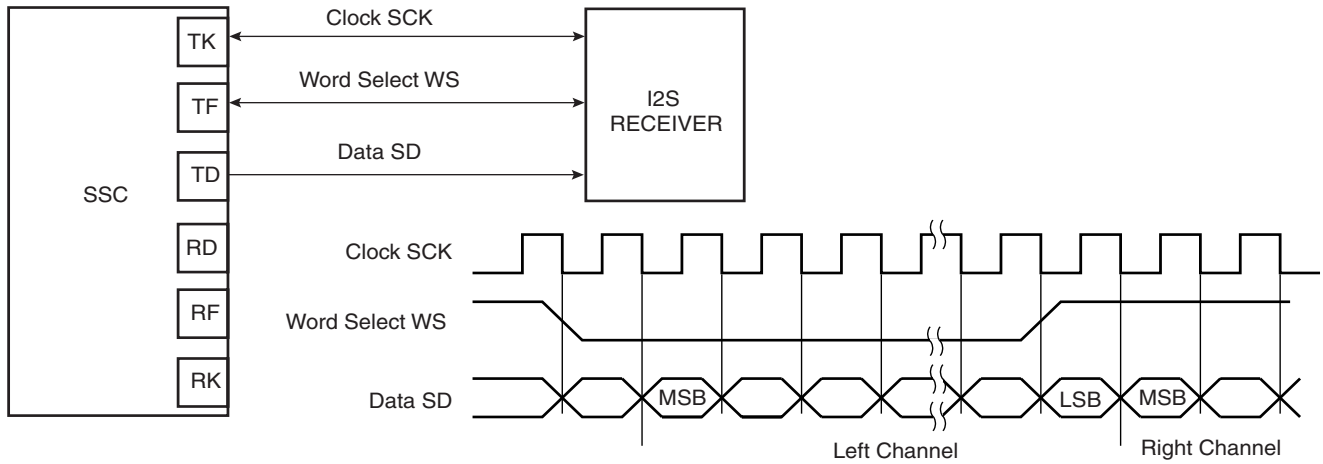 Clock SCK
TK
Word Select WS
TF
I2S
RECEIVER
Data SD
TD
SSC
RD
RF
RK
Clock SCK
Word Select WS
Data SD
MSB
LSB
MSB
Left Channel
Right Channel